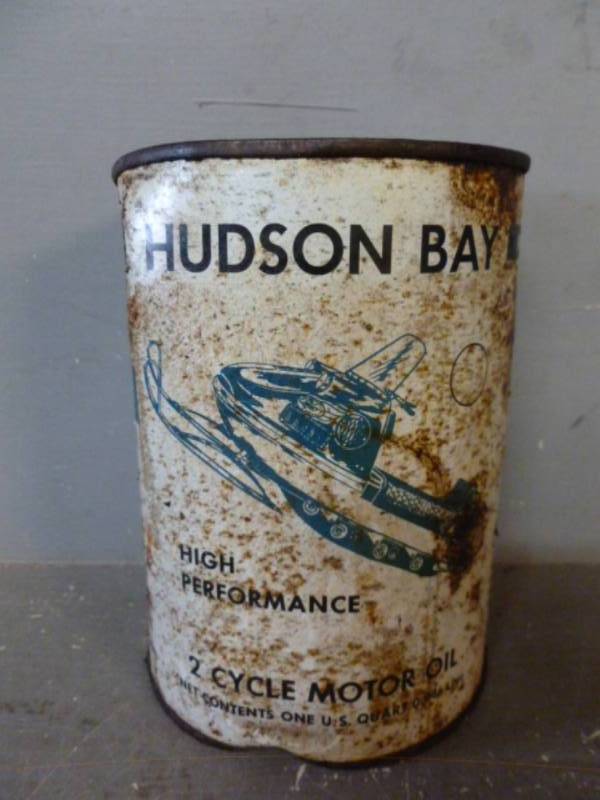 HUDSON BAY
HIGH
PERFORMANCE
2 CYCLE MOTOR OIL
NET CONTENTS ONE U.S. QUART